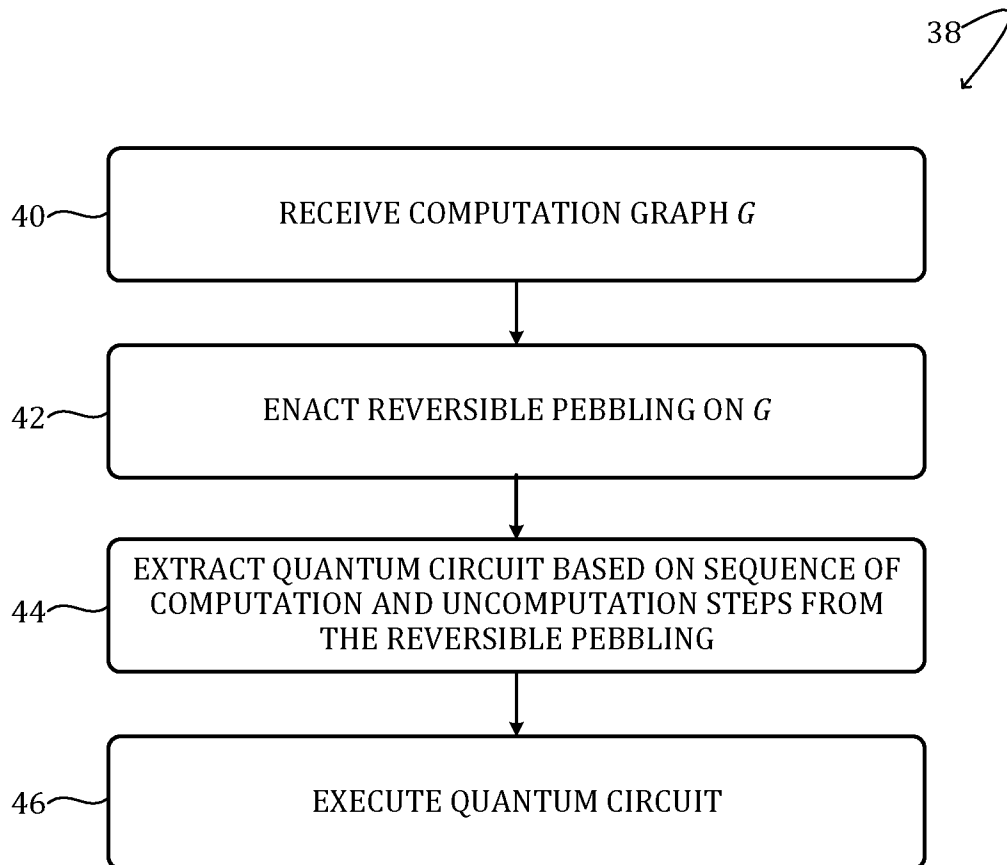 38
40
RECEIVE COMPUTATION GRAPH G
42
ENACT REVERSIBLE PEBBLING ON G
44
EXTRACT QUANTUM CIRCUIT BASED ON SEQUENCE OF
COMPUTATION AND UNCOMPUTATION STEPS FROM
THE REVERSIBLE PEBBLING
46
EXECUTE QUANTUM CIRCUIT